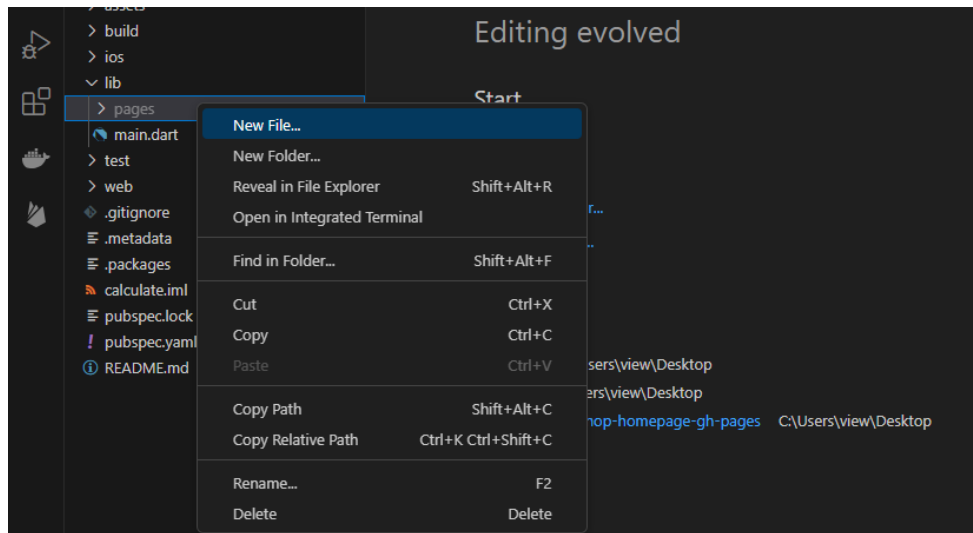 build
ios
lib
pages
main.dart
test
web
.gitignore
.metadata
.packages
calculate.iml
pubspec.lock
pubspec.yaml
README.md
New File...
New Folder...
Reveal in File Explorer Shift+Alt+R
Open in Integrated Terminal
Find in Folder... Shift+Alt+F
Cut Ctrl+X
Copy Ctrl+C
Paste Ctrl+V
Copy Path Shift+Alt+C
Copy Relative Path Ctrl+K Ctrl+Shift+C
Rename... F2
Delete Delete
Editing evolved
Start
r...
..
sers\view\Desktop
ers\view\Desktop
hop-homepage-gh-pages C:\Users\view\Desktop